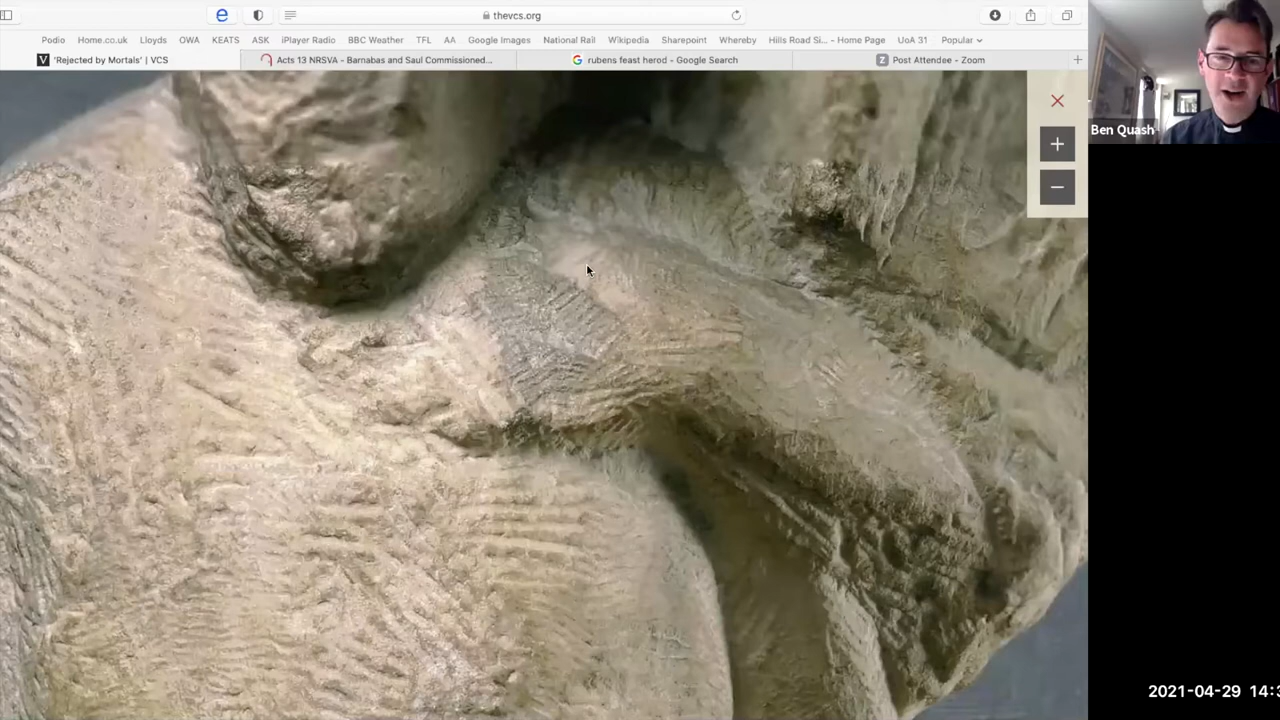 thevcs.org
Podio Home.co.uk Lloyds OWA KEATS ASK iPlayer Radio BBC Weather TFL AA Google Images National Rail Wikipedia Sharepoint Whereby Hills Road Si... - Home Page UoA 31 Popular
V 'Rejected by Mortals' | VCS Acts 13 NRSVA - Barnabas and Saul Commissioned... G rubens feast herod - Google Search Z Post Attendee - Zoom +
Ben Quash
2021-04-29 14:3